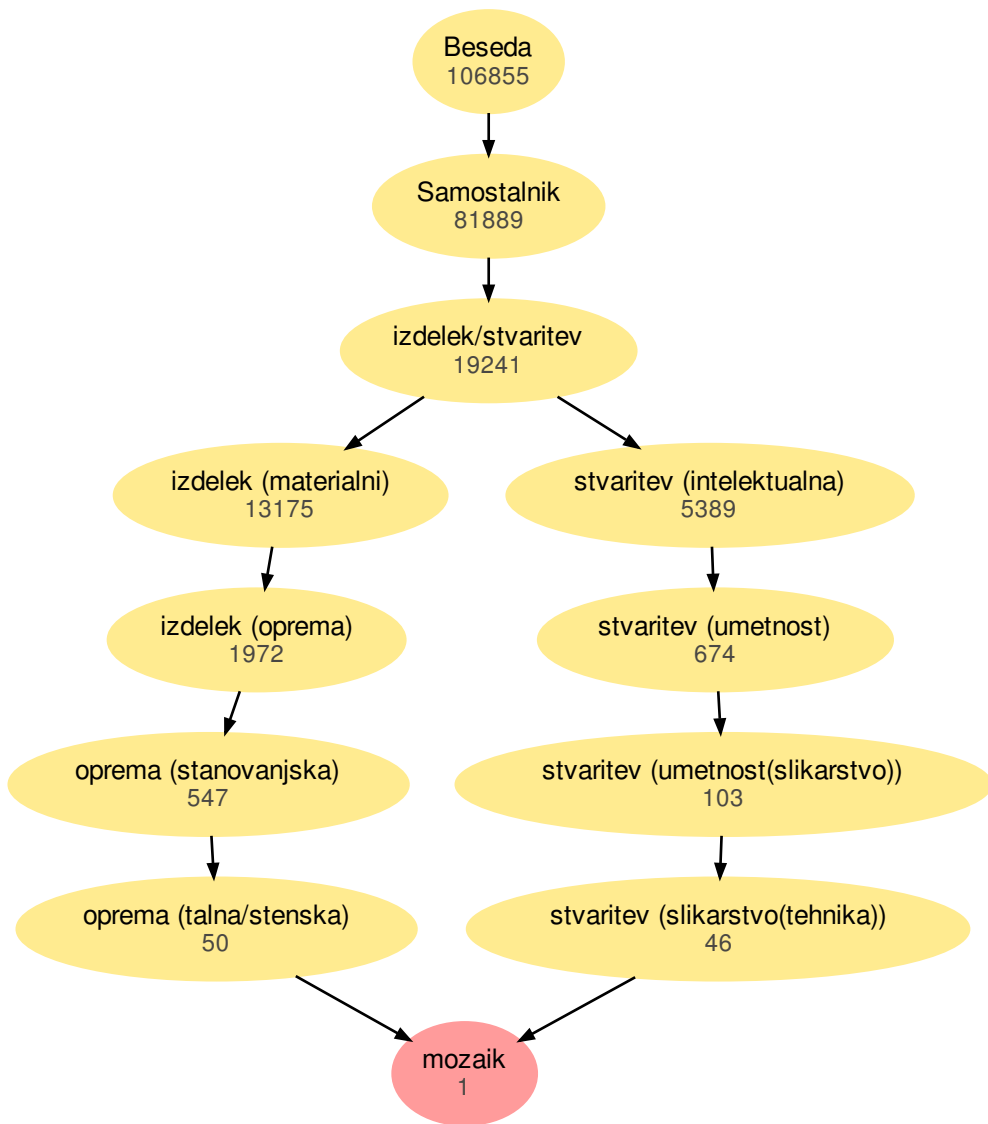 Beseda
106855
Samostalnik
81889
izdelek/stvaritev
19241
izdelek (materialni)
13175
stvaritev (intelektualna)
5389
izdelek (oprema)
1972
stvaritev (umetnost)
674
oprema (stanovanjska)
547
stvaritev (umetnost(slikarstvo))
103
oprema (talna/stenska)
50
stvaritev (slikarstvo(tehnika))
46
mozaik
1